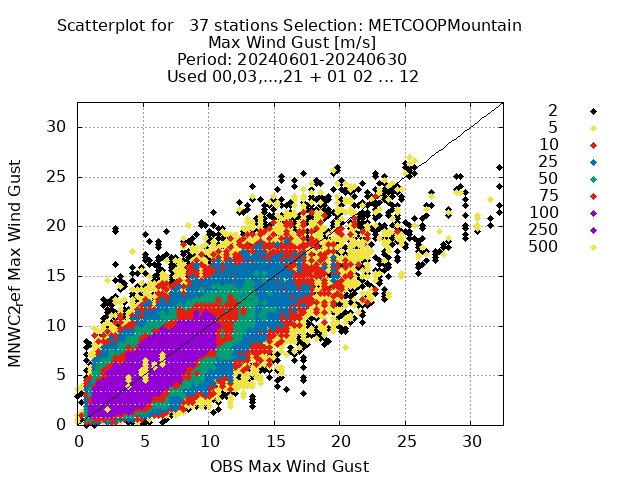 Scatterplot for   37 stations Selection: METCOOPMountain
Max Wind Gust [m/s]
Period: 20240601-20240630
Used 00,03,...,21 + 01 02 ... 12
MNWC2,ef Max Wind Gust
30
25
20
15
10
5
0
0 5 10 15 20 25 30
OBS Max Wind Gust
2
5
10
25
50
75
100
250
500